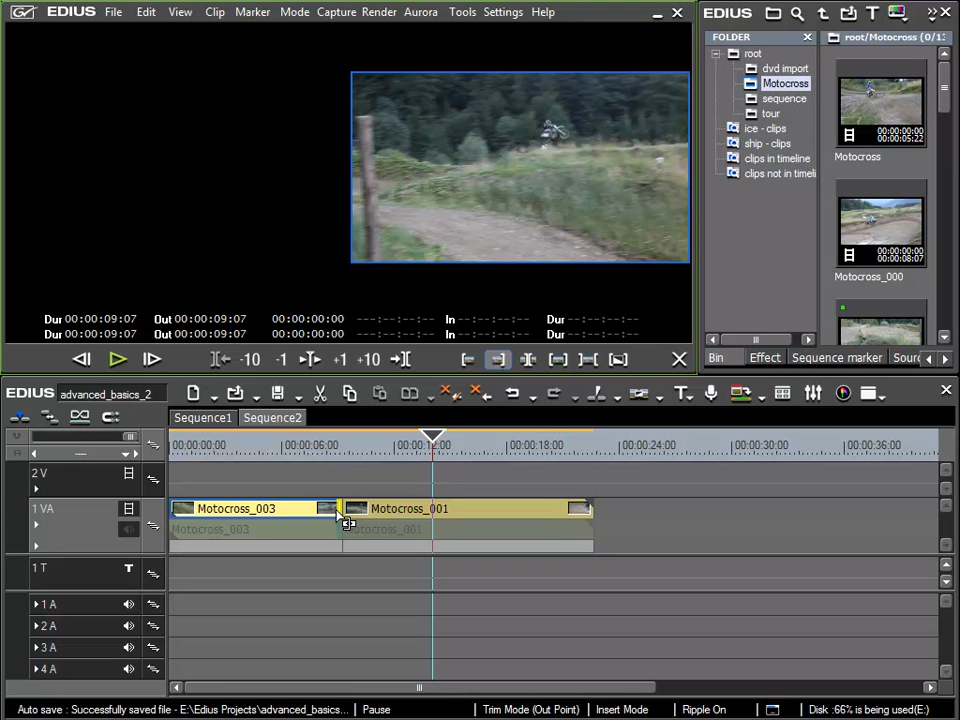 EDIUS File Edit View Clip Marker Mode Capture Render Aurora Tools Settings Help
Dur 00:00:09:07 Out 00:00:09:07 00:00:00:00 --:--:--:-- In --:--:--:-- Dur --:--:--:--
Dur 00:00:09:07 Out 00:00:09:07 00:00:00:00 --:--:--:-- In --:--:--:-- Dur --:--:--:--
-10 -1 +1 +10
EDIUS
FOLDER
root
dvd import
Motocross
sequence
tour
ice - clips
ship - clips
clips in timeline
clips not in timeli
root/Motocross (0/1
00:00:00:00
00:00:05:22
Motocross
00:00:00:00
00:00:08:07
Motocross_000
Bin Effect Sequence marker Sour
EDIUS advanced_basics_2
Sequence1 Sequence2
00:00:00:00 00:00:06:00 00:00:12:00 00:00:18:00 00:00:24:00 00:00:30:00 00:00:36:00
2 V
1 VA
Motocross_003 Motocross_001
Motocross_003 Motocross_001
1 T T
1 A
2 A
3 A
4 A
Auto save : Successfully saved file - E:\Edius Projects\advanced_basics... Pause Trim Mode (Out Point) Insert Mode Ripple On Disk :66% is being used(E:)